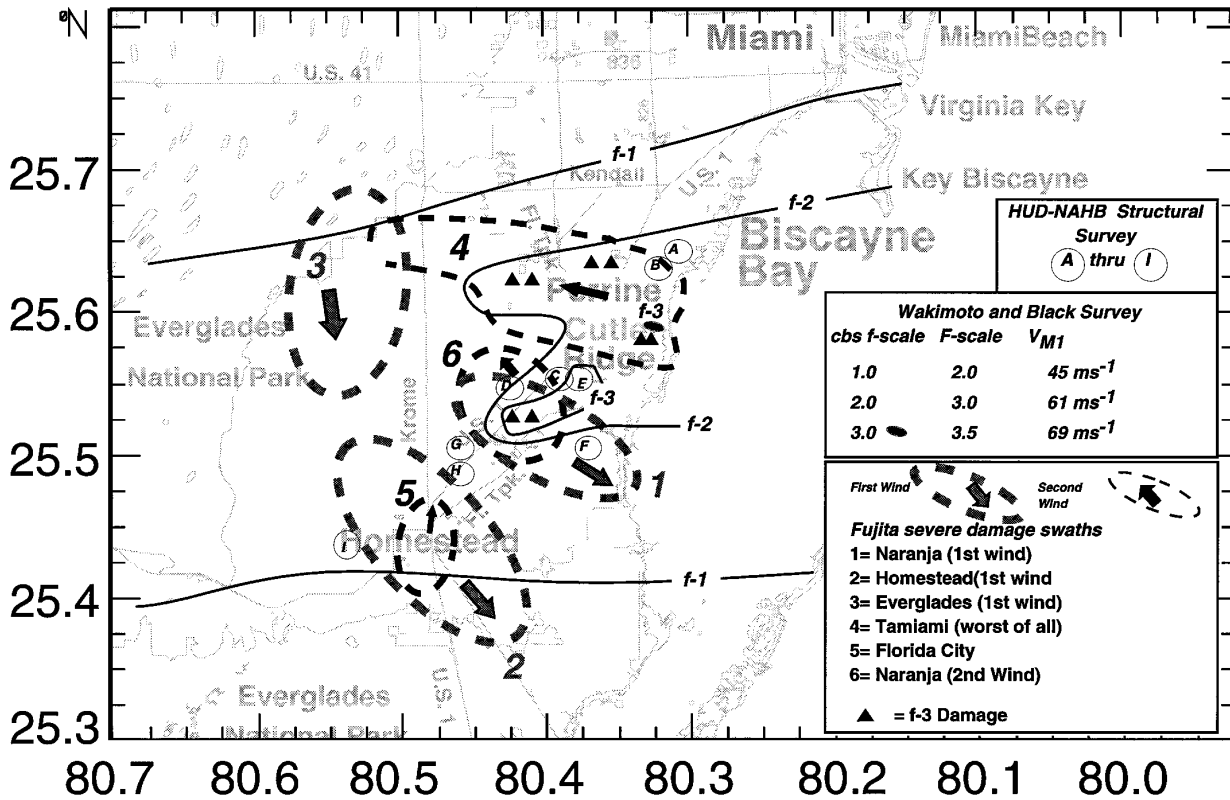 °N
Miami
MiamiBeach
836
U.S. 41
Virginia Key
f-1
Kendall
U.S. 1
25.7
Key Biscayne
f-2
HUD-NAHB Structural
Survey
A thru I
Biscayne
Bay
4
A
B
3
Perrine
25.6
f-3
Everglades
National Park
Cutler
Ridge
6
Wakimoto and Black Survey
cbs f-scale F-scale VM1
1.0 2.0 45 ms-1
2.0 3.0 61 ms-1
3.0 3.5 69 ms-1
D
C
E
f-3
Krome
f-2
25.5
G
F
H
1
5
Fl. Tpk
First Wind
Second
Wind
Fujita severe damage swaths
1= Naranja (1st wind)
2= Homestead(1st wind
3= Everglades (1st wind)
4= Tamiami (worst of all)
5= Florida City
6= Naranja (2nd Wind)
▲ = f-3 Damage
I
Homestead
f-1
25.4
2
U.S.1
Everglades
National Park
25.3
80.7 80.6 80.5 80.4 80.3 80.2 80.1 80.0